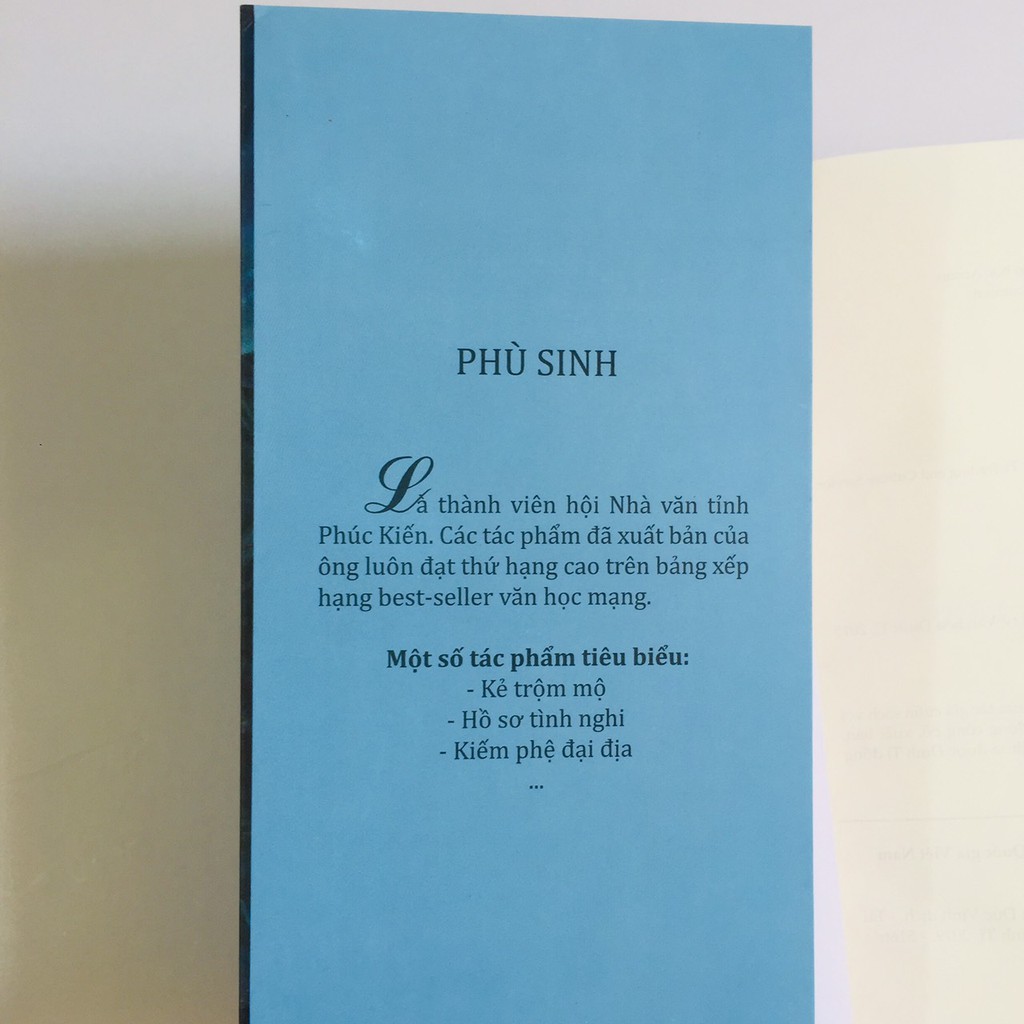 PHÙ SINH
Là thành viên hội Nhà văn tỉnh
Phúc Kiến. Các tác phẩm đã xuất bản của
ông luôn đạt thứ hạng cao trên bảng xếp
hạng best-seller văn học mạng.
Một số tác phẩm tiêu biểu:
- Kẻ trộm mộ
- Hồ sơ tình nghi
- Kiếm phệ đại địa
...